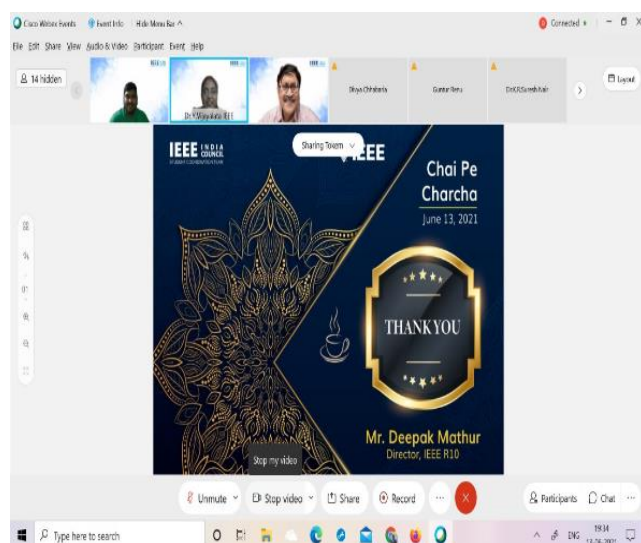 Cisco Webex Events
Event Info
Hide Menu Bar ^
Connected
File Edit Share View Audio & Video Participant Event Help
14 hidden
Layout
Divya Chhabria
Guntur Renu
Dr.K.R.Suresh Nair
IEEE INDIA COUNCIL
Sharing Token
IEEE
Chai Pe
Charcha
June 13, 2021
THANK YOU
Mr. Deepak Mathur
Director, IEEE R10
Stop my video
Unmute
Stop video
Share
Record
Participants
Chat
Type here to search
ENG
19:34